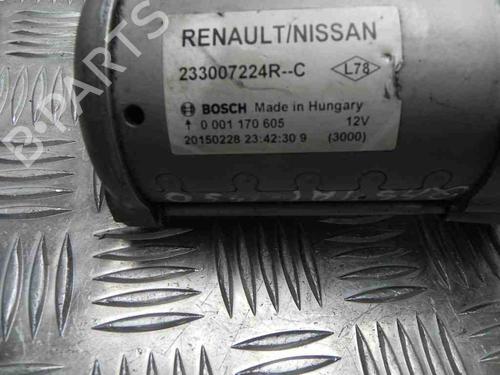 RENAULT/NISSAN
233007224R--C L78
BOSCH Made in Hungary
0 001 170 605 12V
20150228 23:42:30 9 (3000)